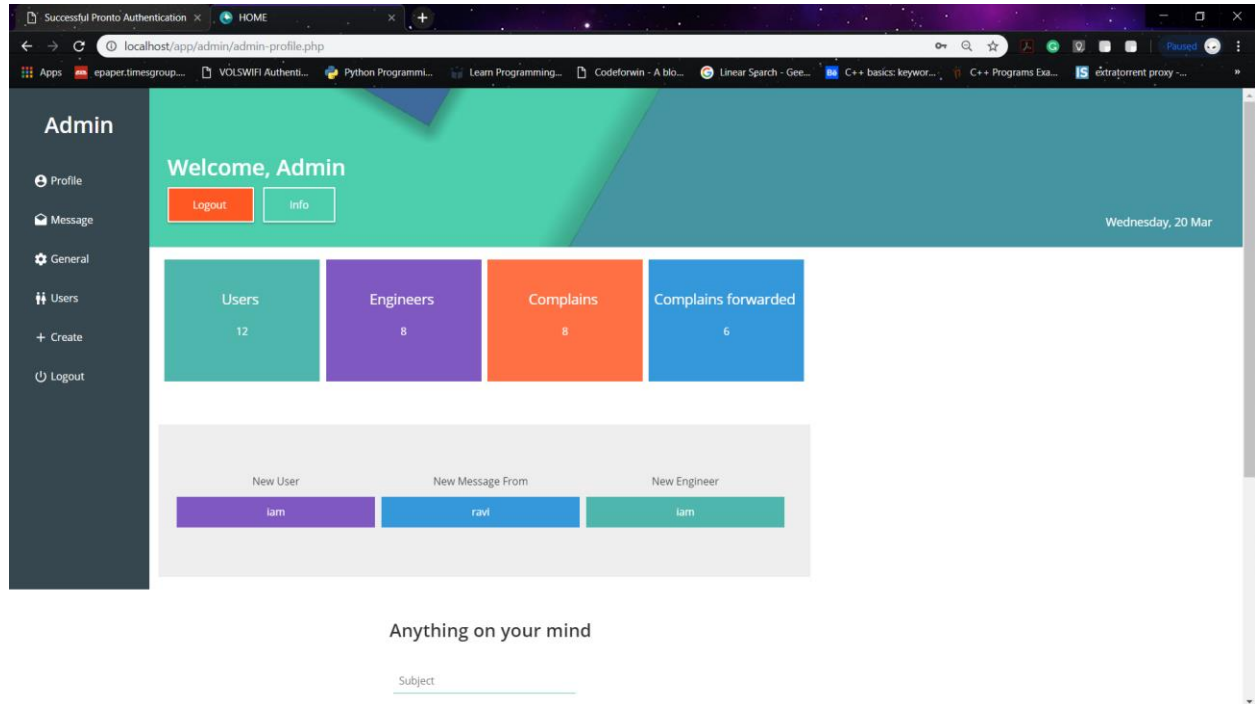 Successful Pronto Authentication
HOME
localhost/app/admin/admin-profile.php
Paused
Apps
epaper.timesgroup....
VOLSWIFI Authenti...
Python Programmi...
Learn Programming...
Codeforwin - A blo...
Linear Search - Gee...
C++ basics: keywor...
C++ Programs Exa...
extratorrent proxy -...
Admin
Profile
Message
General
Users
Create
Logout
Welcome, Admin
Logout Info
Wednesday, 20 Mar
Users Engineers Complains Complains forwarded
12 8 8 6
New User New Message From New Engineer
iam ravi iam
Anything on your mind
Subject